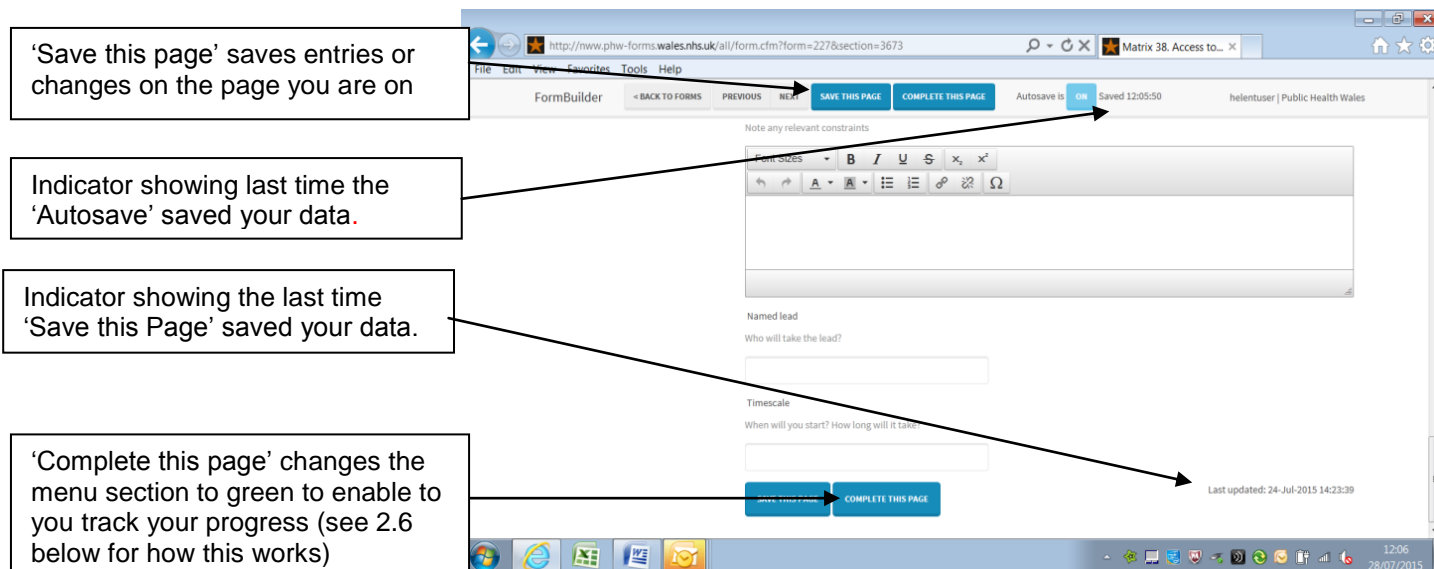 ‘Save this page’ saves entries or
changes on the page you are on
Indicator showing last time the
‘Autosave’ saved your data.
Indicator showing the last time
‘Save this Page’ saved your data.
‘Complete this page’ changes the
menu section to green to enable to
you track your progress (see 2.6
below for how this works)
http://nww.phw-forms.wales.nhs.uk/all/form.cfm?form=227&section=3673
Matrix 38. Access to...
File Edit View Favorites Tools Help
FormBuilder < BACK TO FORMS PREVIOUS NEXT SAVE THIS PAGE COMPLETE THIS PAGE Autosave is ON Saved 12:05:50 helentuser | Public Health Wales
Note any relevant constraints
Font Sizes B I U S x₂ x²
A A Ω
Named lead
Who will take the lead?
Timescale
When will you start? How long will it take?
SAVE THIS PAGE COMPLETE THIS PAGE
Last updated: 24-Jul-2015 14:23:39
12:06
28/07/2015